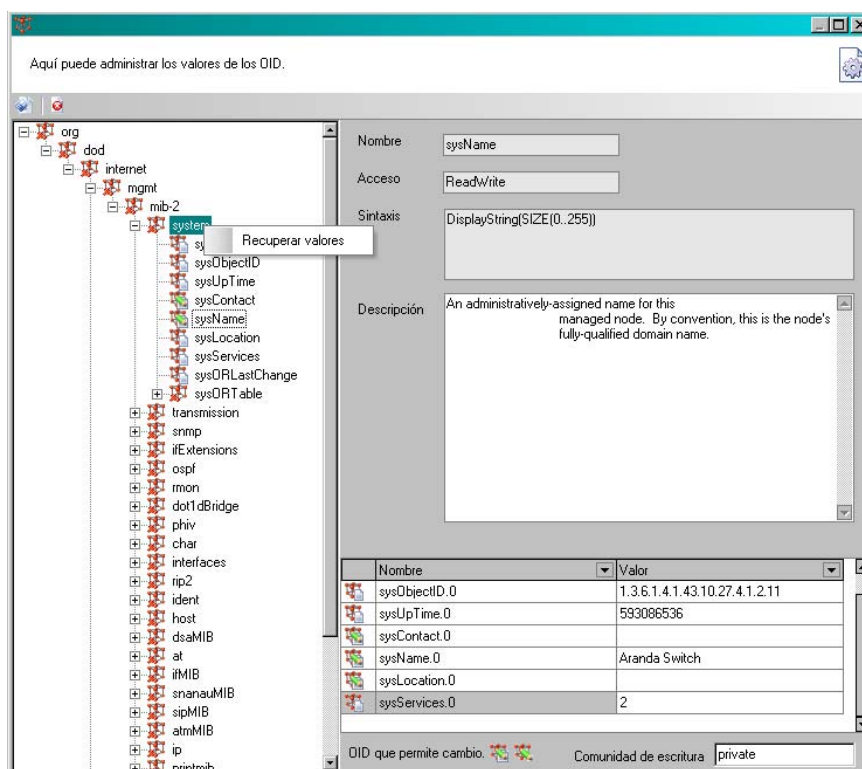 Aquí puede administrar los valores de los OID.
org
dod
internet
mgmt
mib-2
system
Recuperar valores
sysObjectID
sysUpTime
sysContact
sysName
sysLocation
sysServices
sysORLastChange
sysORTable
transmission
snmp
ifExtensions
ospf
rmon
dot1dBridge
phiv
char
interfaces
rip2
ident
host
dsaMIB
at
ifMIB
snanauMIB
sipMIB
atmMIB
ip
printmib
Nombre
sysName
Acceso
ReadWrite
Sintaxis
DisplayString(SIZE(0..255))
Descripción
An administratively-assigned name for this
managed node. By convention, this is the node's
fully-qualified domain name.
Nombre Valor
sysObjectID.0 1.3.6.1.4.1.43.10.27.4.1.2.11
sysUpTime.0 593086536
sysContact.0
sysName.0 Aranda Switch
sysLocation.0
sysServices.0 2
OID que permite cambio.
Comunidad de escritura private